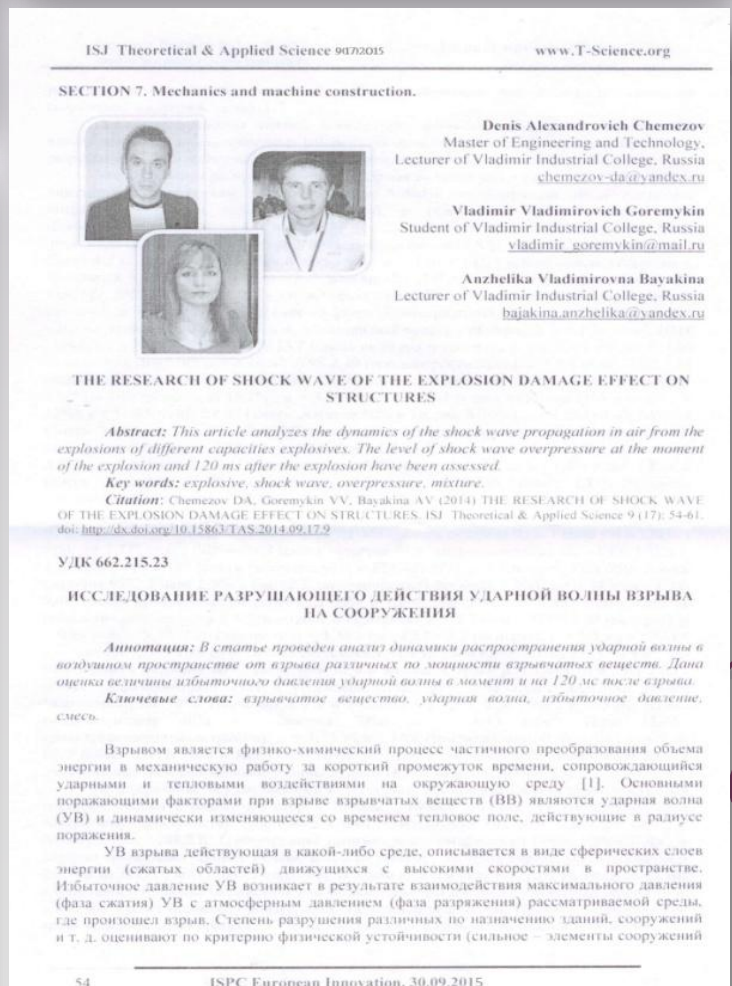 ISJ Theoretical & Applied Science 9(17)2015 www.T-Science.org
SECTION 7. Mechanics and machine construction.
Denis Alexandrovich Chemezov
Master of Engineering and Technology,
Lecturer of Vladimir Industrial College, Russia
chemezov-da@yandex.ru
Vladimir Vladimirovich Goremykin
Student of Vladimir Industrial College, Russia
vladimir_goremykin@mail.ru
Anzhelika Vladimirovna Bayakina
Lecturer of Vladimir Industrial College, Russia
bajakina.anzhelika@yandex.ru
THE RESEARCH OF SHOCK WAVE OF THE EXPLOSION DAMAGE EFFECT ON
STRUCTURES
Abstract: This article analyzes the dynamics of the shock wave propagation in air from the
explosions of different capacities explosives. The level of shock wave overpressure at the moment
of the explosion and 120 ms after the explosion have been assessed.
Key words: explosive, shock wave, overpressure, mixture.
Citation: Chemezov DA, Goremykin VV, Bayakina AV (2014) THE RESEARCH OF SHOCK WAVE
OF THE EXPLOSION DAMAGE EFFECT ON STRUCTURES. ISJ Theoretical & Applied Science 9 (17): 54-61.
doi: http://dx.doi.org/10.15863/TAS.2014.09.17.9
УДК 662.215.23
ИССЛЕДОВАНИЕ РАЗРУШАЮЩЕГО ДЕЙСТВИЯ УДАРНОЙ ВОЛНЫ ВЗРЫВА
НА СООРУЖЕНИЯ
Аннотация: В статье проведен анализ динамики распространения ударной волны в
воздушном пространстве от взрыва различных по мощности взрывчатых веществ. Дана
оценка величины избыточного давления ударной волны в момент и на 120 мс после взрыва.
Ключевые слова: взрывчатое вещество, ударная волна, избыточное давление,
смесь.
Взрывом является физико-химический процесс частичного преобразования объема
энергии в механическую работу за короткий промежуток времени, сопровождающийся
ударными и тепловыми воздействиями на окружающую среду [1]. Основными
поражающими факторами при взрыве взрывчатых веществ (ВВ) являются ударная волна
(УВ) и динамически изменяющееся со временем тепловое поле, действующие в радиусе
поражения.
УВ взрыва действующая в какой-либо среде, описывается в виде сферических слоев
энергии (сжатых областей) движущихся с высокими скоростями в пространстве.
Избыточное давление УВ возникает в результате взаимодействия максимального давления
(фаза сжатия) УВ с атмосферным давлением (фаза разряжения) рассматриваемой среды,
где произошел взрыв. Степень разрушения различных по назначению зданий, сооружений
и т. д. оценивают по критерию физической устойчивости (сильное – элементы сооружений
54 ISPC European Innovation, 30.09.2015